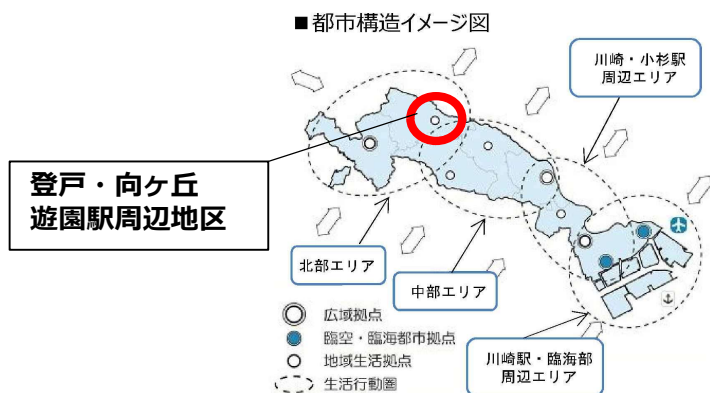 ■都市構造イメージ図
川崎・小杉駅
周辺エリア
登戸・向ヶ丘
遊園駅周辺地区
北部エリア
中部エリア
広域拠点
臨空・臨海都市拠点
地域生活拠点
生活行動圏
川崎駅・臨海部
周辺エリア